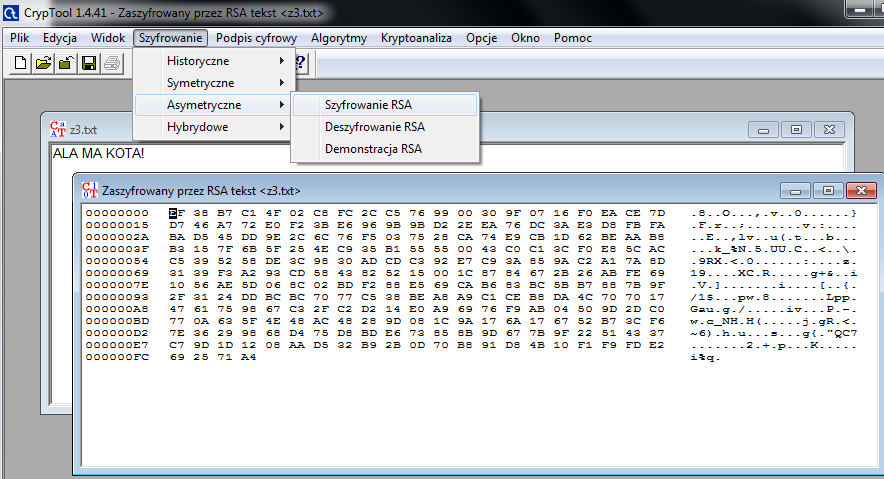 CrypTool 1.4.41 - Zaszyfrowany przez RSA tekst <z3.txt>
Plik Edycja Widok Szyfrowanie Podpis cyfrowy Algorytmy Kryptoanaliza Opcje Okno Pomoc
Historyczne
Symetryczne
Asymetryczne
Hybrydowe
Szyfrowanie RSA
Deszyfrowanie RSA
Demonstracja RSA
z3.txt
ALA MA KOTA!
Zaszyfrowany przez RSA tekst <z3.txt>
00000000 EF 38 B7 C1 4F 02 C8 FC 2C C5 76 99 00 30 9F 07 16 F0 EA CE 7D .8..O...,.v..0......}
00000015 D7 46 A7 72 E0 F2 3B E6 96 9B 9B D2 2E EA 76 DC 3A E3 D8 FB FA .F.r..;.......v.:....
0000002A BA D5 45 DD 9E 2C 6C 76 F5 03 75 28 CA 74 E9 CB 1D 62 BE AA B8 ..E..,lv..u(.t...b...
0000003F B3 15 7F 6B 5F 25 4E C9 35 B1 55 55 00 43 C0 C1 3C F0 E8 5C AC ...k_%N.5.UU.C..<..\.
00000054 C5 39 52 58 DE 3C 98 30 AD CD C3 92 E7 C9 3A 859A C2 A1 7A 8D .9RX.<.0......:....z.
00000069 31 39 F3 A2 93 CD 58 43 82 52 15 00 1C 87 84 67 2B 26 AB FE 69 19....XC.R.....g+&..i
0000007E 10 56 AE 5D 06 8C 02 BD DF 88 E5 69 CA B6 83 BC 5B B7 88 7B 9F .V.].......i....[..{.
00000093 2F 31 24 DD BC BC 70 77 C5 38 BE A8 A9 C1 CE B8 DA 4C 70 70 17 /1$...pw.8.......Lpp.
000000A8 47 61 75 98 67 C3 2F C2 D2 14 E0 A9 69 76 F9 AB 04 50 9D 2D C0 Gau.g./.....iv...P.-.
000000BD 77 0A 63 5F 4E 48 AC 48 28 89 0D 08 1C 9A 17 6A 17 67 52 B7 3C F6 w.c_NH.H(.....j.gR.<.
000000D2 7E 36 29 98 68 D4 75 D8 BD E6 73 85 8B 9D 67 7B 9F 22 51 43 37 ~6).h.u...s...g{."QC7
000000E7 C7 9D 1D 12 08 AA D5 32 B9 2B 0D 70 B8 91 D8 4B 10 F1 F9 FD E2 .......2.+.p...K.....
000000FC 69 25 71 A4 i%q.